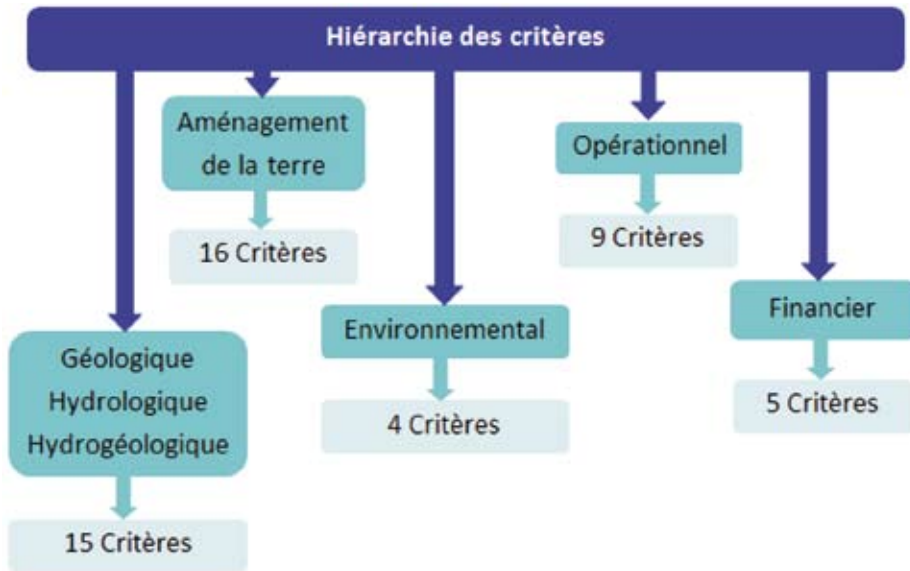 Hiérarchie des critères
Aménagement
de la terre
16 Critères
Opérationnel
9 Critères
Géologique
Hydrologique
Hydrogéologique
15 Critères
Environnemental
4 Critères
Financier
5 Critères